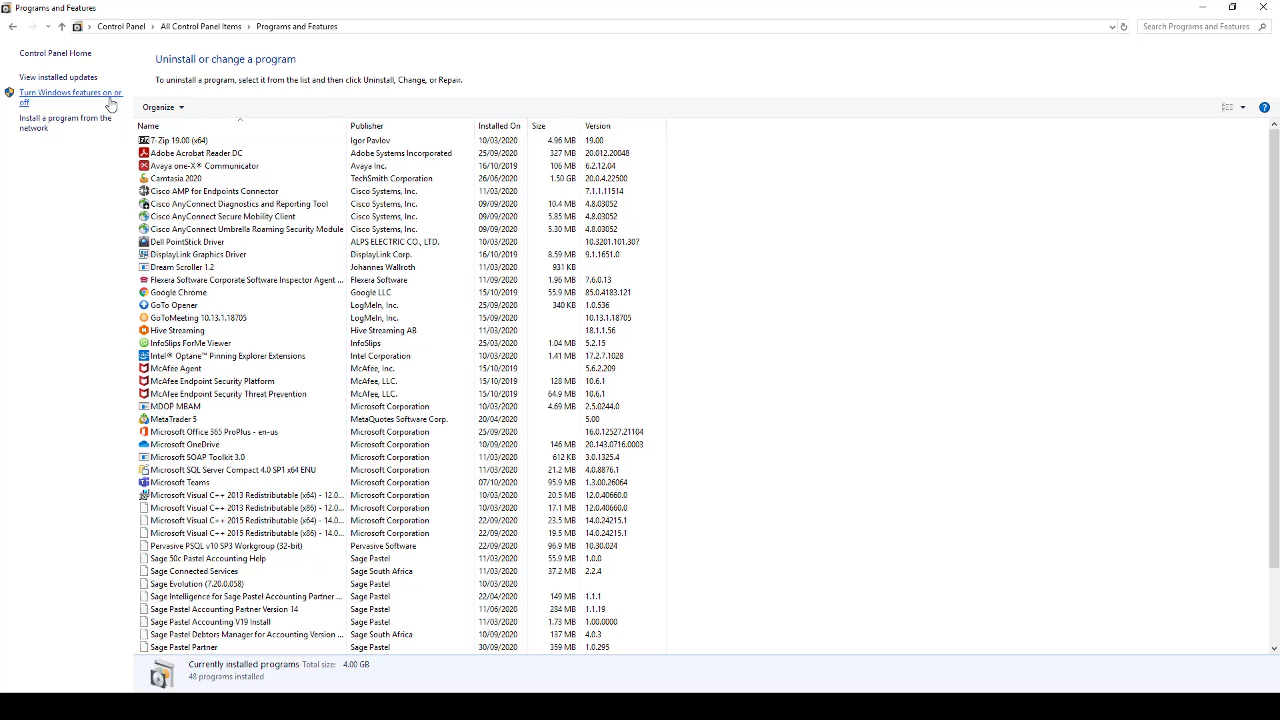 Programs and Features
Control Panel > All Control Panel Items > Programs and Features
Search Programs and Features
Control Panel Home
View installed updates
Turn Windows features on or
off
Install a program from the
network
Uninstall or change a program
To uninstall a program, select it from the list and then click Uninstall, Change, or Repair.
Organize
Name Publisher Installed On Size Version
7-Zip 19.00 (x64) Igor Pavlov 10/03/2020 4.96 MB 19.00
Adobe Acrobat Reader DC Adobe Systems Incorporated 25/09/2020 327 MB 20.012.20048
Avaya one-X® Communicator Avaya Inc. 16/10/2019 106 MB 6.2.12.04
Camtasia 2020 TechSmith Corporation 26/06/2020 1.50 GB 20.0.4.22500
Cisco AMP for Endpoints Connector Cisco Systems, Inc. 11/03/2020 7.1.1.11514
Cisco AnyConnect Diagnostics and Reporting Tool Cisco Systems, Inc. 09/09/2020 10.4 MB 4.8.03052
Cisco AnyConnect Secure Mobility Client Cisco Systems, Inc. 09/09/2020 5.85 MB 4.8.03052
Cisco AnyConnect Umbrella Roaming Security Module Cisco Systems, Inc. 09/09/2020 5.30 MB 4.8.03052
Dell PointStick Driver ALPS ELECTRIC CO., LTD. 10/03/2020 10.3201.101.307
DisplayLink Graphics Driver DisplayLink Corp. 16/10/2019 8.59 MB 9.1.1651.0
Dream Scroller 1.2 Johannes Wallroth 11/03/2020 931 KB
Flexera Software Corporate Software Inspector Agent ... Flexera Software 11/09/2020 1.96 MB 7.6.0.13
Google Chrome Google LLC 15/10/2019 55.9 MB 85.0.4183.121
GoTo Opener LogMeIn, Inc. 25/09/2020 340 KB 1.0.536
GoToMeeting 10.13.1.18705 LogMeIn, Inc. 30/09/2020 10.13.1.18705
Hive Streaming Hive Streaming AB 11/03/2020 18.1.1.56
InfoSlips ForMe Viewer InfoSlips 25/03/2020 1.04 MB 5.2.15
Intel® Optane™ Pinning Explorer Extensions Intel Corporation 10/03/2020 1.41 MB 17.2.7.1028
McAfee Agent McAfee, Inc. 15/10/2019 5.6.2.209
McAfee Endpoint Security Platform McAfee, LLC. 15/10/2019 128 MB 10.6.1
McAfee Endpoint Security Threat Prevention McAfee, LLC. 15/10/2019 64.9 MB 10.6.1
MDOP MBAM Microsoft Corporation 10/03/2020 4.69 MB 2.5.0244.0
MetaTrader 5 MetaQuotes Software Corp. 20/04/2020 5.00
Microsoft Office 365 ProPlus - en-us Microsoft Corporation 25/09/2020 16.0.12527.21104
Microsoft OneDrive Microsoft Corporation 10/09/2020 146 MB 20.143.0716.0003
Microsoft SOAP Toolkit 3.0 Microsoft Corporation 11/03/2020 612 KB 3.0.1325.4
Microsoft SQL Server Compact 4.0 SP1 x64 ENU Microsoft Corporation 11/03/2020 21.2 MB 4.0.8876.1
Microsoft Teams Microsoft Corporation 07/10/2020 95.9 MB 1.3.00.26064
Microsoft Visual C++ 2013 Redistributable (x64) - 12.0... Microsoft Corporation 10/03/2020 20.5 MB 12.0.40660.0
Microsoft Visual C++ 2013 Redistributable (x86) - 12.0... Microsoft Corporation 10/03/2020 17.1 MB 12.0.40660.0
Microsoft Visual C++ 2015 Redistributable (x64) - 14.0... Microsoft Corporation 22/09/2020 23.5 MB 14.0.24215.1
Microsoft Visual C++ 2015 Redistributable (x86) - 14.0... Microsoft Corporation 22/09/2020 19.5 MB 14.0.24215.1
Pervasive PSQL v10 SP3 Workgroup (32-bit) Pervasive Software 22/09/2020 96.9 MB 10.30.024
Sage 50c Pastel Accounting Help Sage Pastel 11/03/2020 55.9 MB 1.0.0
Sage Connected Services Sage South Africa 11/03/2020 37.2 MB 2.2.4
Sage Evolution (7.20.0.058) Sage Pastel 10/03/2020
Sage Intelligence for Sage Pastel Accounting Partner ... Sage Pastel 22/04/2020 149 MB 1.1.1
Sage Pastel Accounting Partner Version 14 Sage Pastel 11/06/2020 284 MB 1.1.19
Sage Pastel Accounting V19 Install Sage Pastel 11/03/2020 1.73 MB 1.00.0000
Sage Pastel Debtors Manager for Accounting Version ... Sage South Africa 10/09/2020 137 MB 4.0.3
Sage Pastel Partner Sage Pastel 30/09/2020 359 MB 1.0.295
Currently installed programs Total size: 4.00 GB
48 programs installed